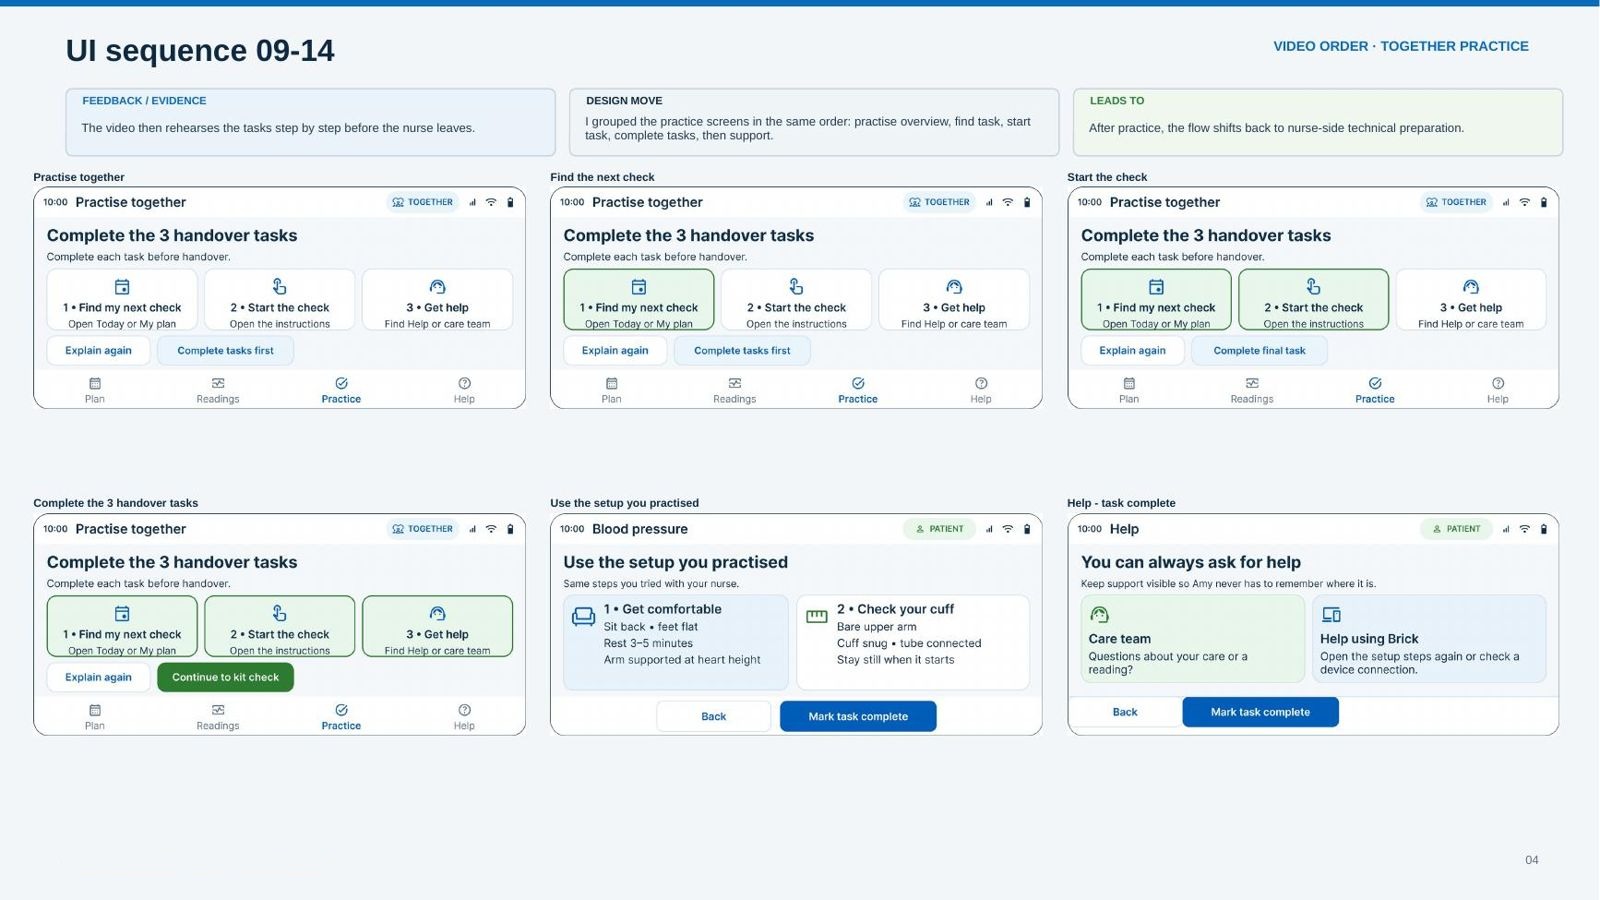 UI sequence 09-14
VIDEO ORDER · TOGETHER PRACTICE
FEEDBACK / EVIDENCE
The video then rehearses the tasks step by step before the nurse leaves.
DESIGN MOVE
I grouped the practice screens in the same order: practise overview, find task, start
task, complete tasks, then support.
LEADS TO
After practice, the flow shifts back to nurse-side technical preparation.
Practise together
10:00 Practise together
TOGETHER
Complete the 3 handover tasks
Complete each task before handover.
1 • Find my next check
Open Today or My plan
2 • Start the check
Open the instructions
3 • Get help
Find Help or care team
Explain again
Complete tasks first
Plan
Readings
Practice
Help
Find the next check
10:00 Practise together
TOGETHER
Complete the 3 handover tasks
Complete each task before handover.
1 • Find my next check
Open Today or My plan
2 • Start the check
Open the instructions
3 • Get help
Find Help or care team
Explain again
Complete tasks first
Plan
Readings
Practice
Help
Start the check
10:00 Practise together
TOGETHER
Complete the 3 handover tasks
Complete each task before handover.
1 • Find my next check
Open Today or My plan
2 • Start the check
Open the instructions
3 • Get help
Find Help or care team
Explain again
Complete final task
Plan
Readings
Practice
Help
Complete the 3 handover tasks
10:00 Practise together
TOGETHER
Complete the 3 handover tasks
Complete each task before handover.
1 • Find my next check
Open Today or My plan
2 • Start the check
Open the instructions
3 • Get help
Find Help or care team
Explain again
Continue to kit check
Plan
Readings
Practice
Help
Use the setup you practised
10:00 Blood pressure
PATIENT
Use the setup you practised
Same steps you tried with your nurse.
1 • Get comfortable
Sit back • feet flat
Rest 3–5 minutes
Arm supported at heart height
2 • Check your cuff
Bare upper arm
Cuff snug • tube connected
Stay still when it starts
Back
Mark task complete
Help - task complete
10:00 Help
PATIENT
You can always ask for help
Keep support visible so Amy never has to remember where it is.
Care team
Questions about your care or a
reading?
Help using Brick
Open the setup steps again or check a
device connection.
Back
Mark task complete
04